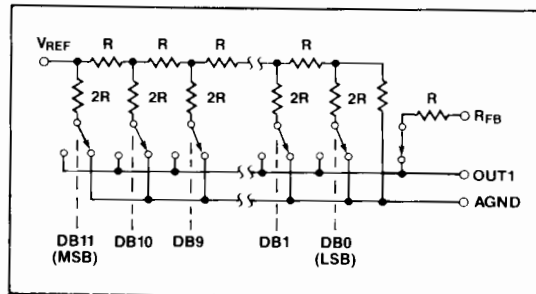 R R R R
VREF
2R 2R 2R 2R 2R
R
RFB
OUT1
AGND
DB11 DB10 DB9 DB1 DB0
(MSB) (LSB)